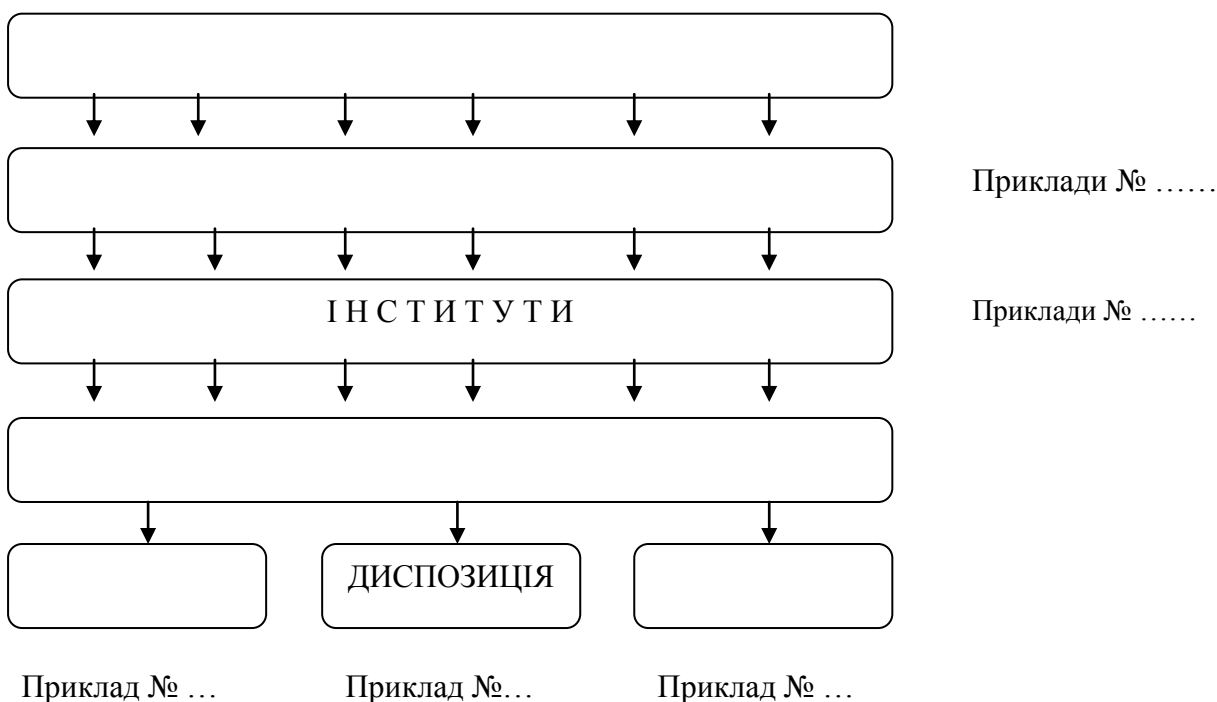 Приклади № ……
І Н С Т И Т У Т И
Приклади № ……
ДИСПОЗИЦІЯ
Приклад № …
Приклад №…
Приклад № …